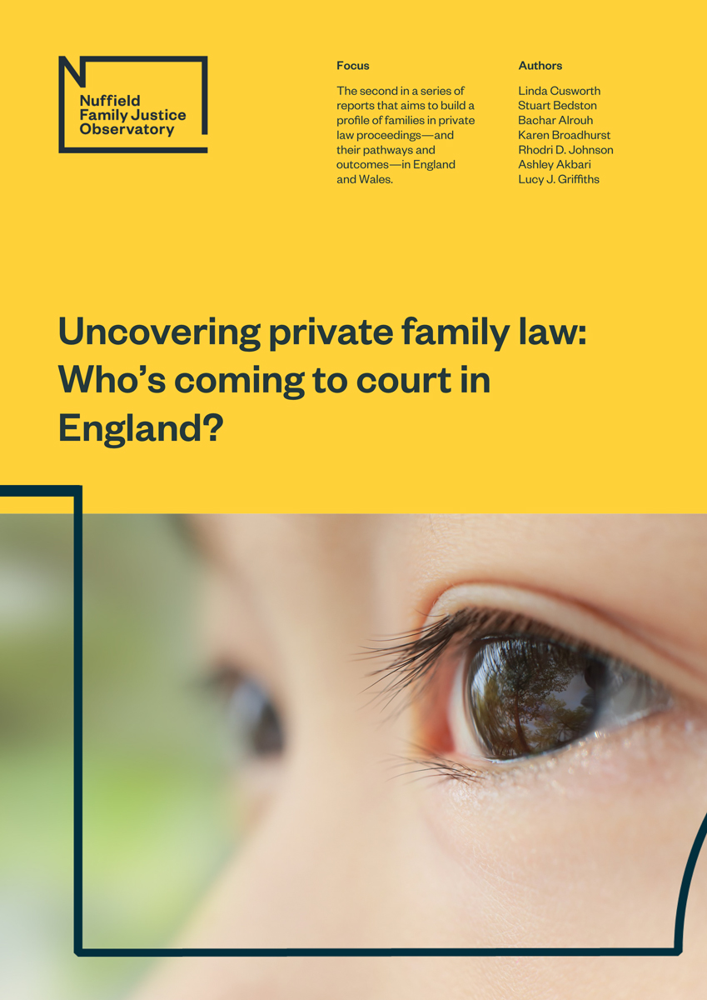 Nuffield
Family Justice
Observatory
Focus
The second in a series of
reports that aims to build a
profile of families in private
law proceedings—and
their pathways and
outcomes—in England
and Wales.
Authors
Linda Cusworth
Stuart Bedston
Bachar Alrouh
Karen Broadhurst
Rhodri D. Johnson
Ashley Akbari
Lucy J. Griffiths
Uncovering private family law:
Who’s coming to court in
England?